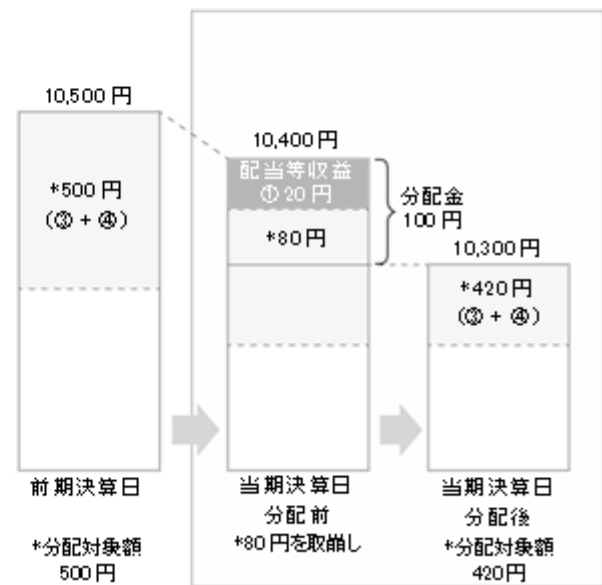 10,500円
*500円
(③+④)
前期決算日
*分配対象額
500円
10,400円
配当等収益
①20円
*80円
分配金
100円
当期決算日
分配前
*80円を取崩し
10,300円
*420円
(③+④)
当期決算日
分配後
*分配対象額
420円